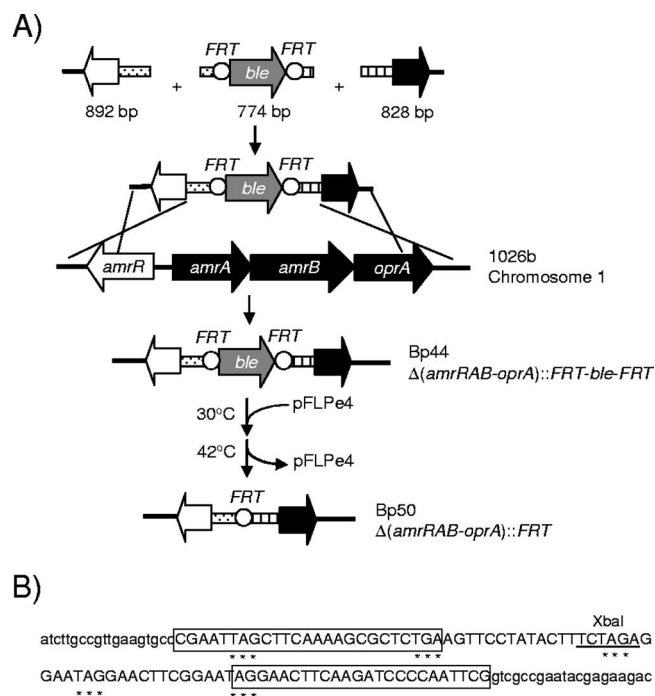 A)
FRT FRT
ble
892 bp + 774 bp + 828 bp
FRT FRT
ble
amrR amrA amrB oprA
1026b
Chromosome 1
FRT FRT
ble
Bp44
Δ(amrRAB-oprA)::FRT-ble-FRT
30°C pFLPe4
42°C pFLPe4
FRT
Bp50
Δ(amrRAB-oprA)::FRT
B)
XbaI
atcttgccgttgaagtgccCGAATTAGCTTCAAAAGCGCTCTGAAGTTCCTATACTTTCTAGAG
*** *** ***
GAATAGGAACTTCGGAATAGGAACTTCAAGATCCCCAATTCGgtcgccgaatacgagaagac
*** ***